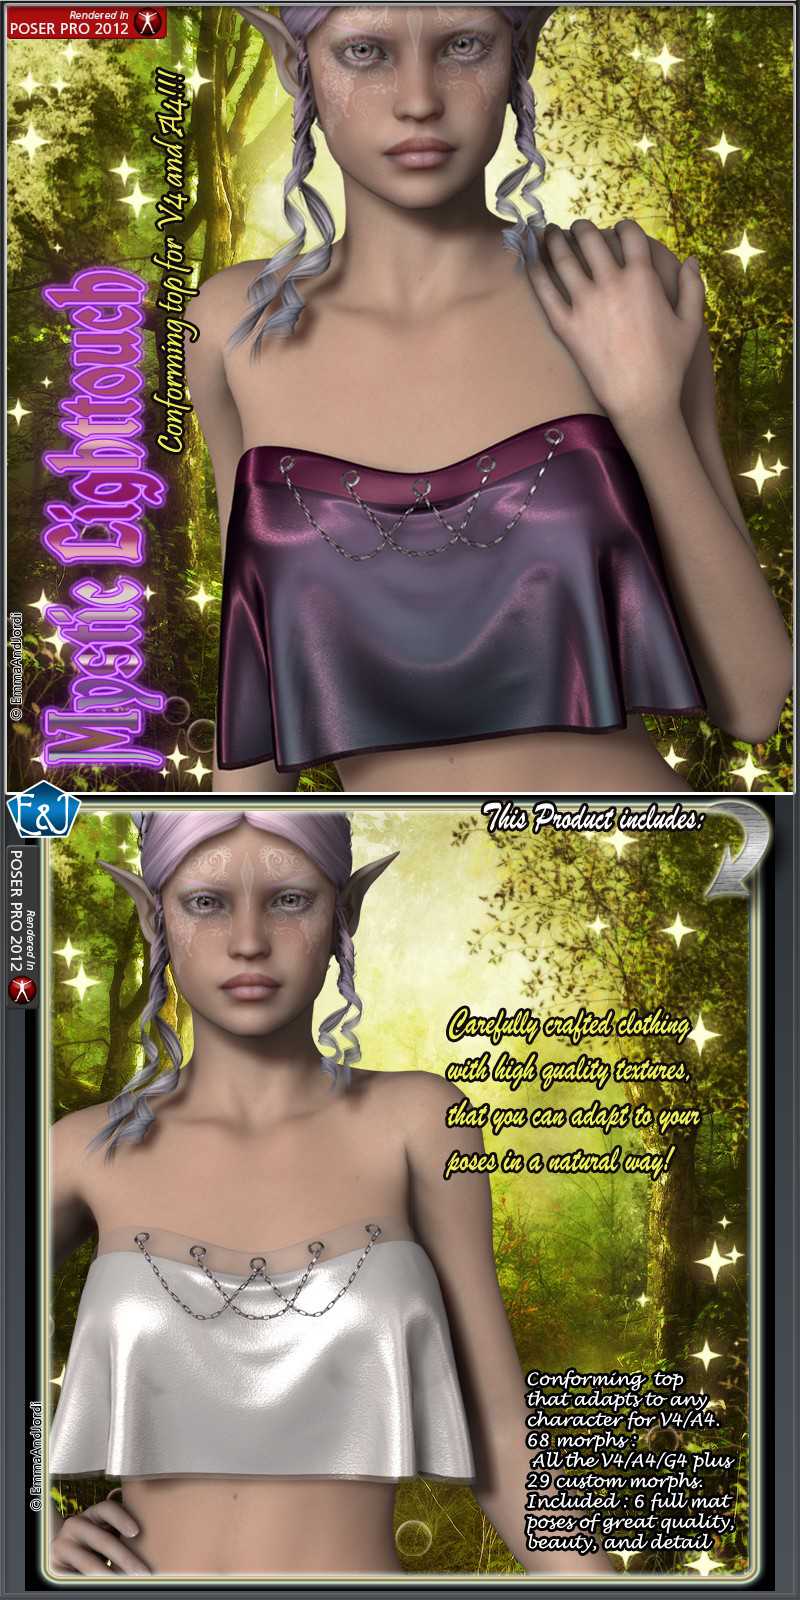 Rendered In
POSER PRO 2012
Conforming top for V4 and A4!!!
Mystic Lighttouch
© EmmaAndJordi
E&J
This Product includes:
Rendered In
POSER PRO 2012
Carefully crafted clothing
with high quality textures,
that you can adapt to your
poses in a natural way!
Conforming top
that adapts to any
character for V4/A4.
68 morphs :
All the V4/A4/G4 plus
29 custom morphs.
Included : 6 full mat
poses of great quality,
beauty, and detail
© EmmaAndJordi